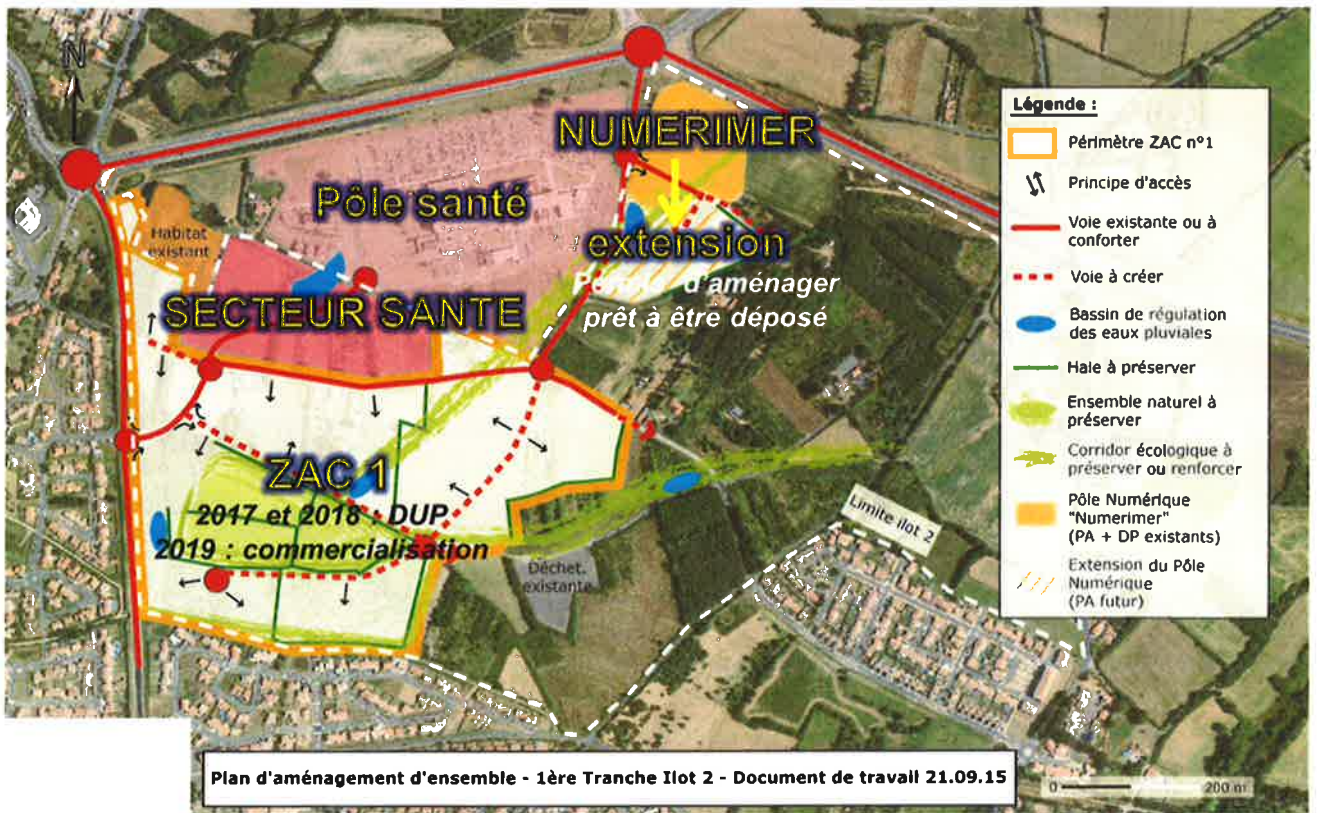 N
NUMERIMER
Pôle santé
Habitat
existant
extension
d'aménager
prêt à être déposé
SECTEUR SANTE
ZAC 1
2017 et 2018 : DUP
2019 : commercialisation
Déchet.
existante
Limite ilot 2
Légende :
Périmètre ZAC n°1
Principe d'accès
Voie existante ou à
conforter
Voie à créer
Bassin de régulation
des eaux pluviales
Haie à préserver
Ensemble naturel à
préserver
Corridor écologique à
préserver ou renforcer
Pôle Numérique
"Numerimer"
(PA + DP existants)
Extension du Pôle
Numérique
(PA futur)
Plan d'aménagement d'ensemble - 1ère Tranche Ilot 2 - Document de travail 21.09.15
0 200 m